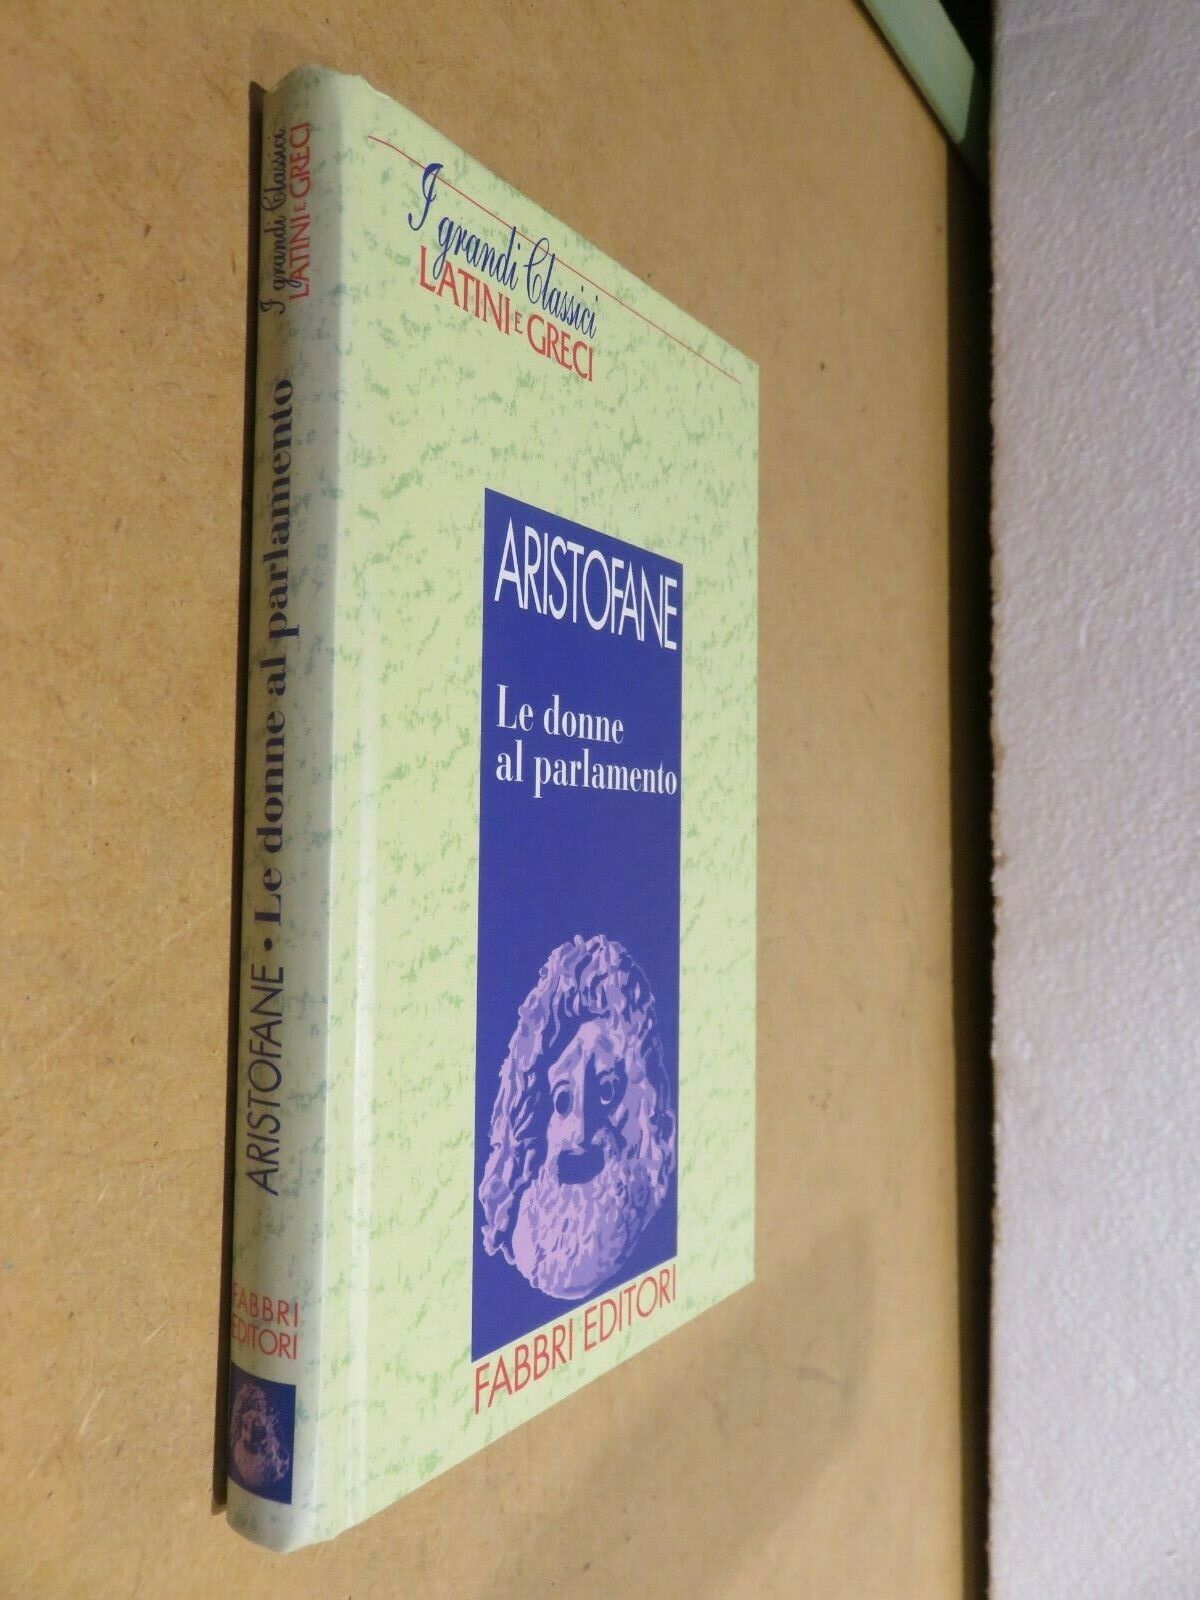 I grandi Classici
LATINI E GRECI
ARISTOFANE • Le donne al parlamento
FABBRI
EDITORI
I grandi Classici
LATINI E GRECI
ARISTOFANE
Le donne
al parlamento
FABBRI EDITORI